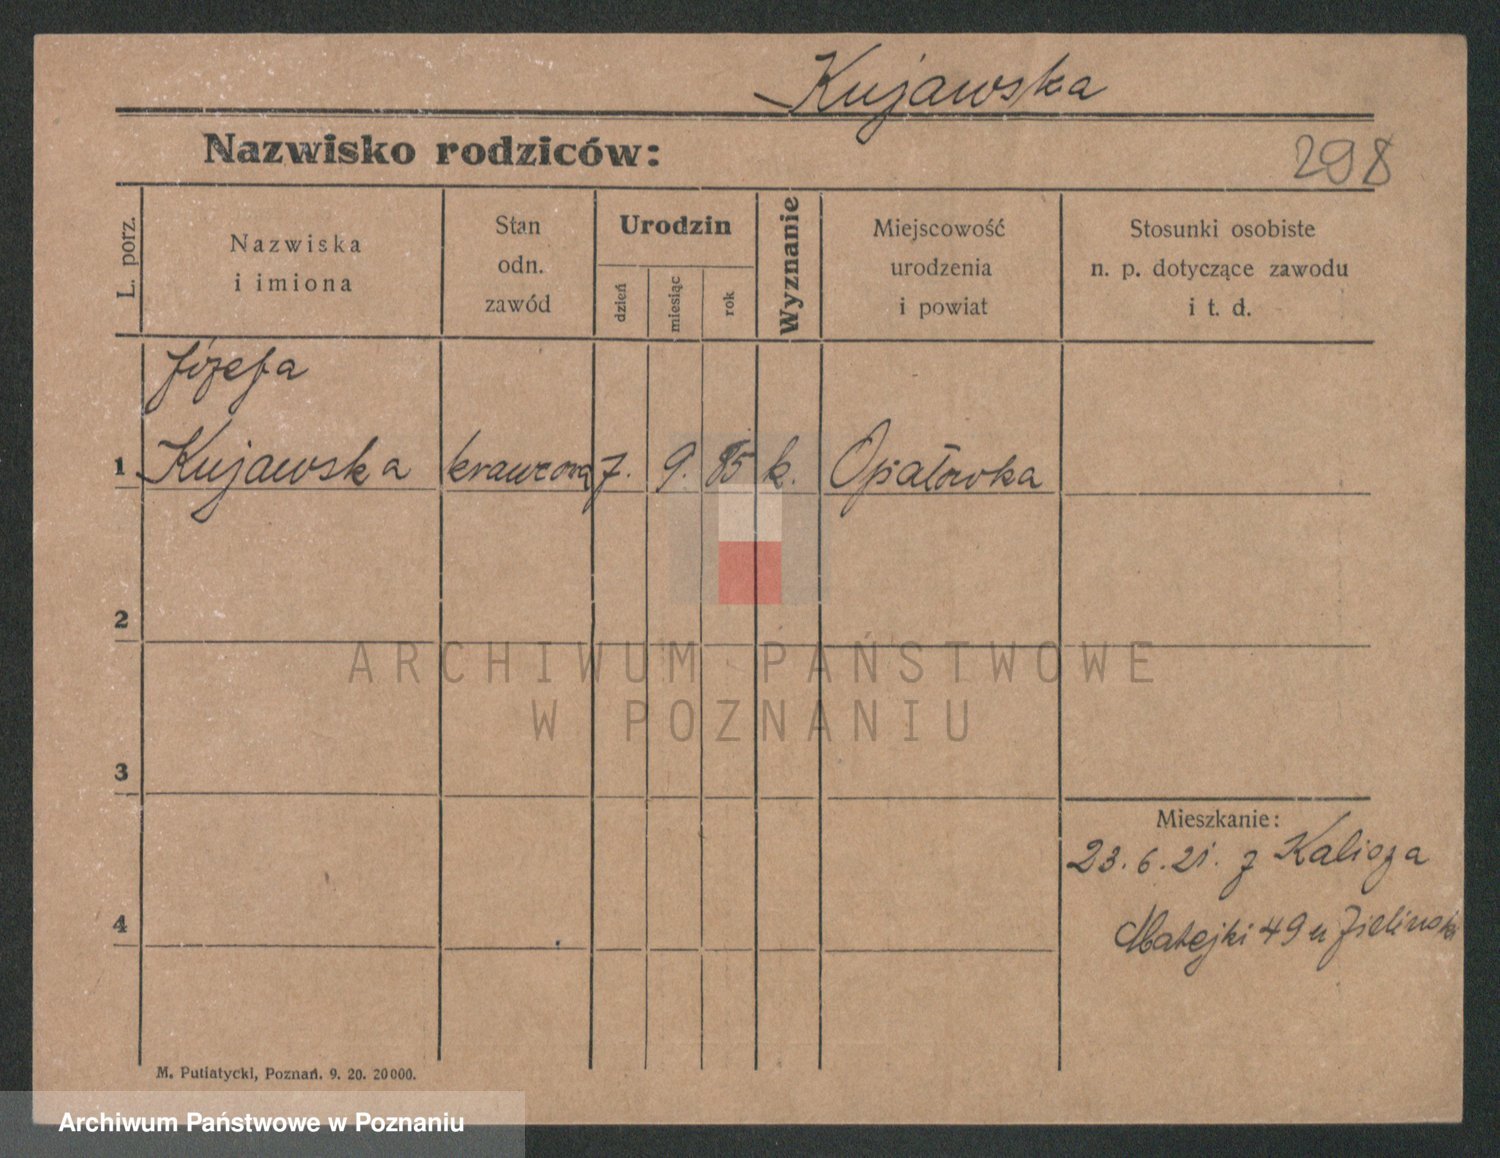 Kujawska
Nazwisko rodziców:
298
L. porz.
Nazwiska
i imiona
Stan
odn.
zawód
Urodzin
dzień
miesiąc
rok
Wyznanie
Miejscowość
urodzenia
i powiat
Stosunki osobiste
n. p. dotyczące zawodu
i t. d.
Józefa
1 Kujawska krawcową 7. 9. 85 k. Opatówka
2
ARCHIWUM PAŃSTWOWE
W POZNANIU
3
Mieszkanie:
23. 6. 21. z Kalisza
4
Matejki 49 u Zielinski
M. Putiatycki, Poznań. 9. 20. 20000.
Archiwum Państwowe w Poznaniu